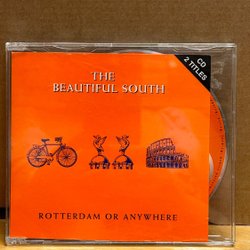 THE
BEAUTIFUL SOUTH
CD
2 TITLES
ROTTERDAM OR ANYWHERE